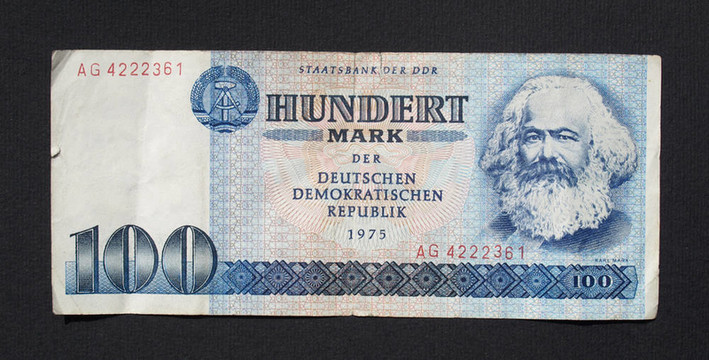 AG 4222361
STAATSBANK DER DDR
HUNDERT
MARK
DER
DEUTSCHEN
DEMOKRATISCHEN
REPUBLIK
1975
AG 4222361
KARL MARX
100
100